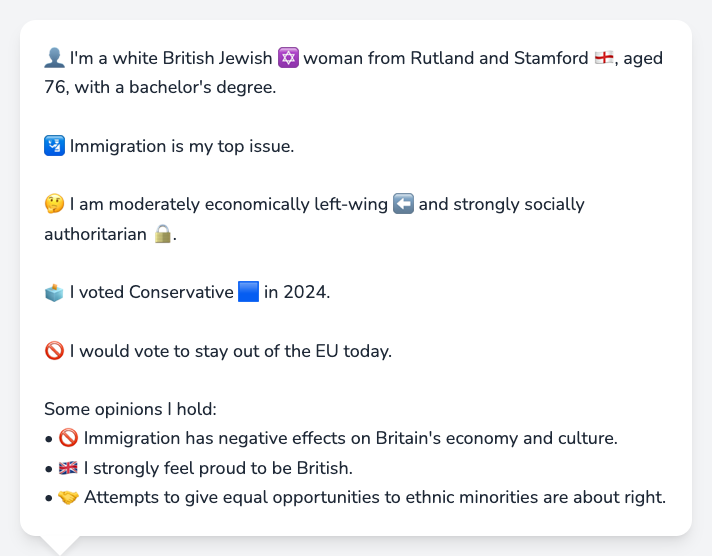 👤 I'm a white British Jewish ✡️ woman from Rutland and Stamford 🏴󠁧󠁢󠁥󠁮󠁧󠁿, aged
76, with a bachelor's degree.
🛂 Immigration is my top issue.
🤔 I am moderately economically left-wing ⬅️ and strongly socially
authoritarian 🔒.
🗳️ I voted Conservative 🟦 in 2024.
🚫 I would vote to stay out of the EU today.
Some opinions I hold:
• 🚫 Immigration has negative effects on Britain's economy and culture.
• 🇬🇧 I strongly feel proud to be British.
• 🤝 Attempts to give equal opportunities to ethnic minorities are about right.